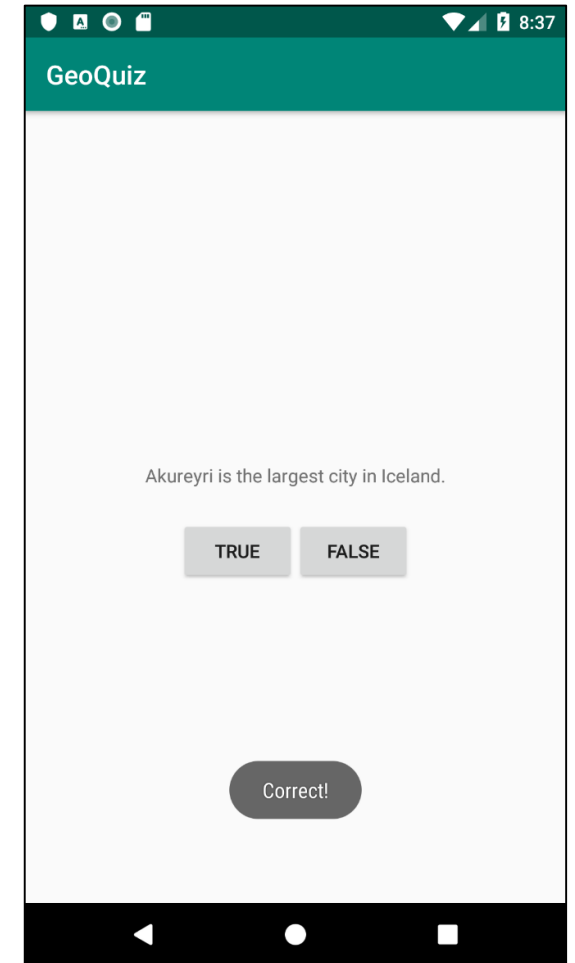 8:37
GeoQuiz
Akureyri is the largest city in Iceland.
TRUE FALSE
Correct!